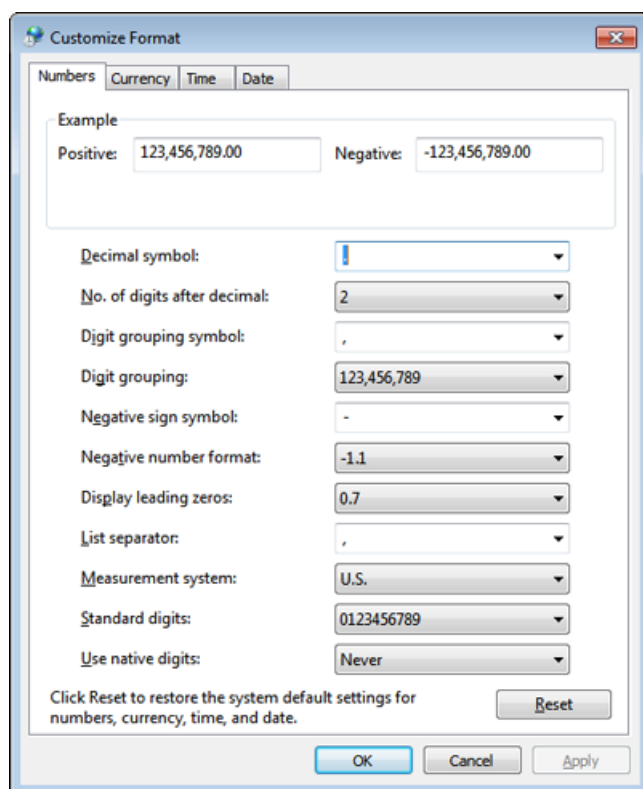 Customize Format
Numbers Currency Time Date
Example
Positive: 123,456,789.00 Negative: -123,456,789.00
Decimal symbol: .
No. of digits after decimal: 2
Digit grouping symbol: ,
Digit grouping: 123,456,789
Negative sign symbol: -
Negative number format: -1.1
Display leading zeros: 0.7
List separator: ,
Measurement system: U.S.
Standard digits: 0123456789
Use native digits: Never
Click Reset to restore the system default settings for
numbers, currency, time, and date.
Reset
OK Cancel Apply